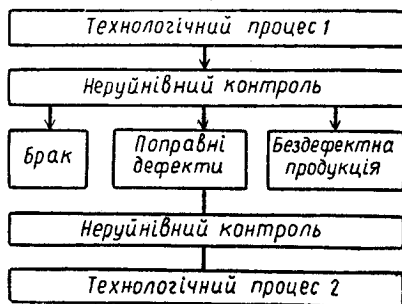 Технологічний процес 1
Неруйнівний контроль
Брак
Поправні
дефекти
Бездефектна
продукція
Неруйнівний контроль
Технологічний процес 2